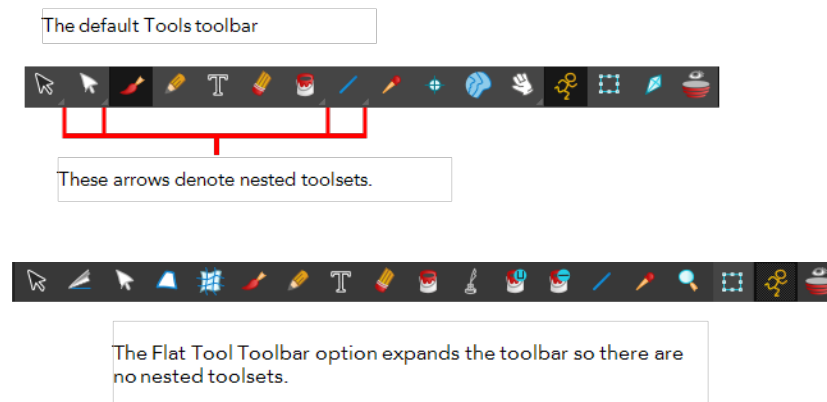 The default Tools toolbar
These arrows denote nested toolsets.
The Flat Tool Toolbar option expands the toolbar so there are
no nested toolsets.